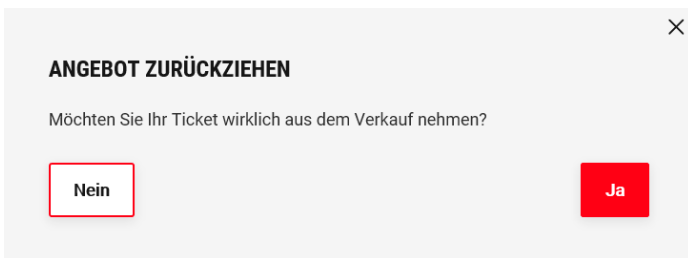 ANGEBOT ZURÜCKZIEHEN
Möchten Sie Ihr Ticket wirklich aus dem Verkauf nehmen?
Nein
Ja